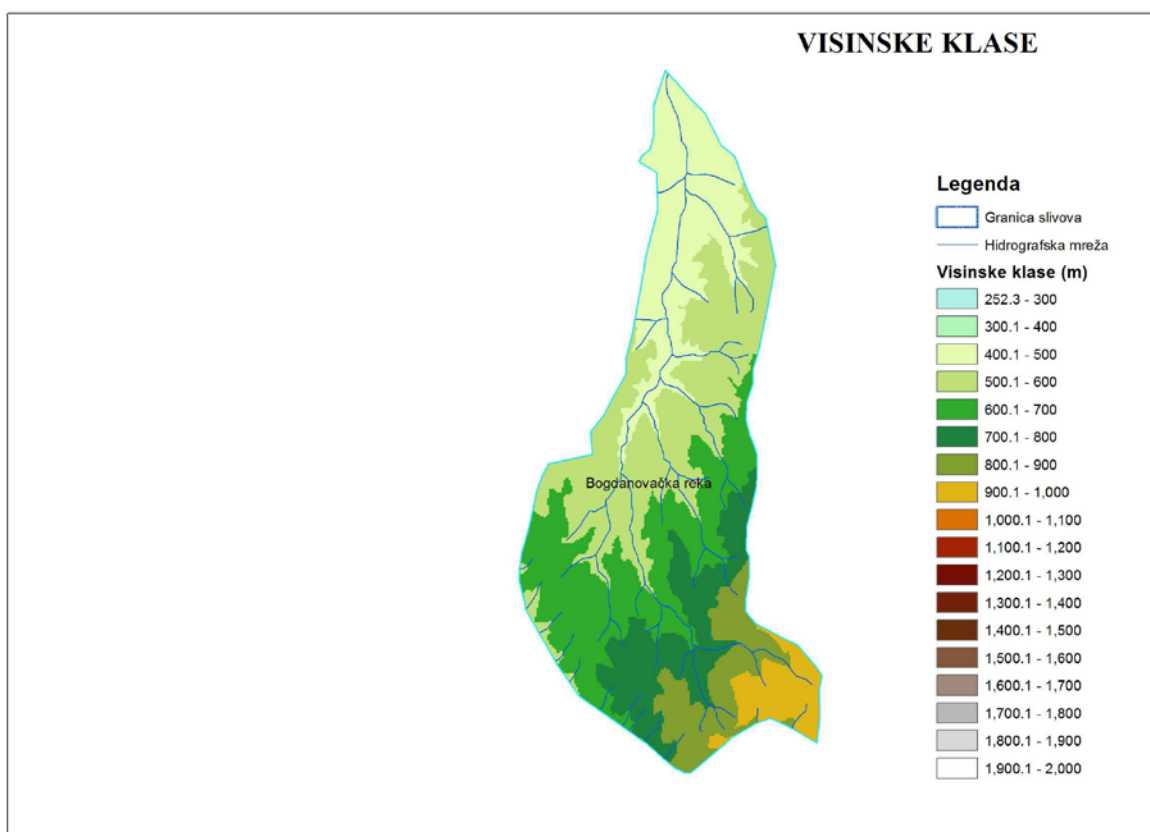 VISINSKE KLASE
Legenda
Granica slivova
Hidrografska mreža
Visinske klase (m)
252.3 - 300
300.1 - 400
400.1 - 500
500.1 - 600
600.1 - 700
700.1 - 800
800.1 - 900
900.1 - 1,000
1,000.1 - 1,100
1,100.1 - 1,200
1,200.1 - 1,300
1,300.1 - 1,400
1,400.1 - 1,500
1,500.1 - 1,600
1,600.1 - 1,700
1,700.1 - 1,800
1,800.1 - 1,900
1,900.1 - 2,000
Bogdanovačka reka